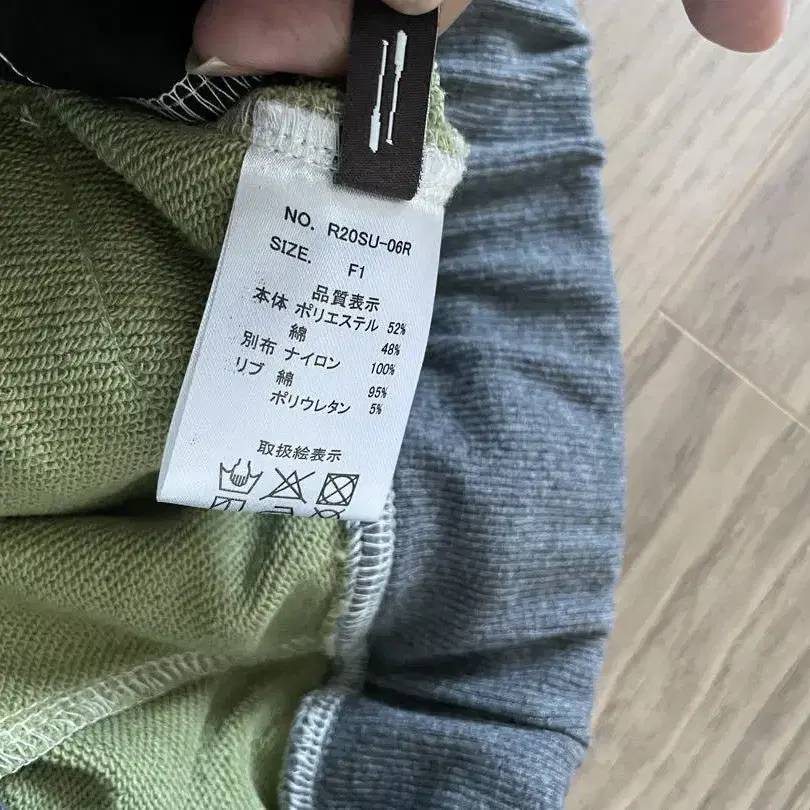 NO. R20SU-06R
SIZE. F1
品質表示
本体 ポリエステル 52%
綿 48%
別布 ナイロン 100%
リブ 綿 95%
ポリウレタン 5%
取扱絵表示